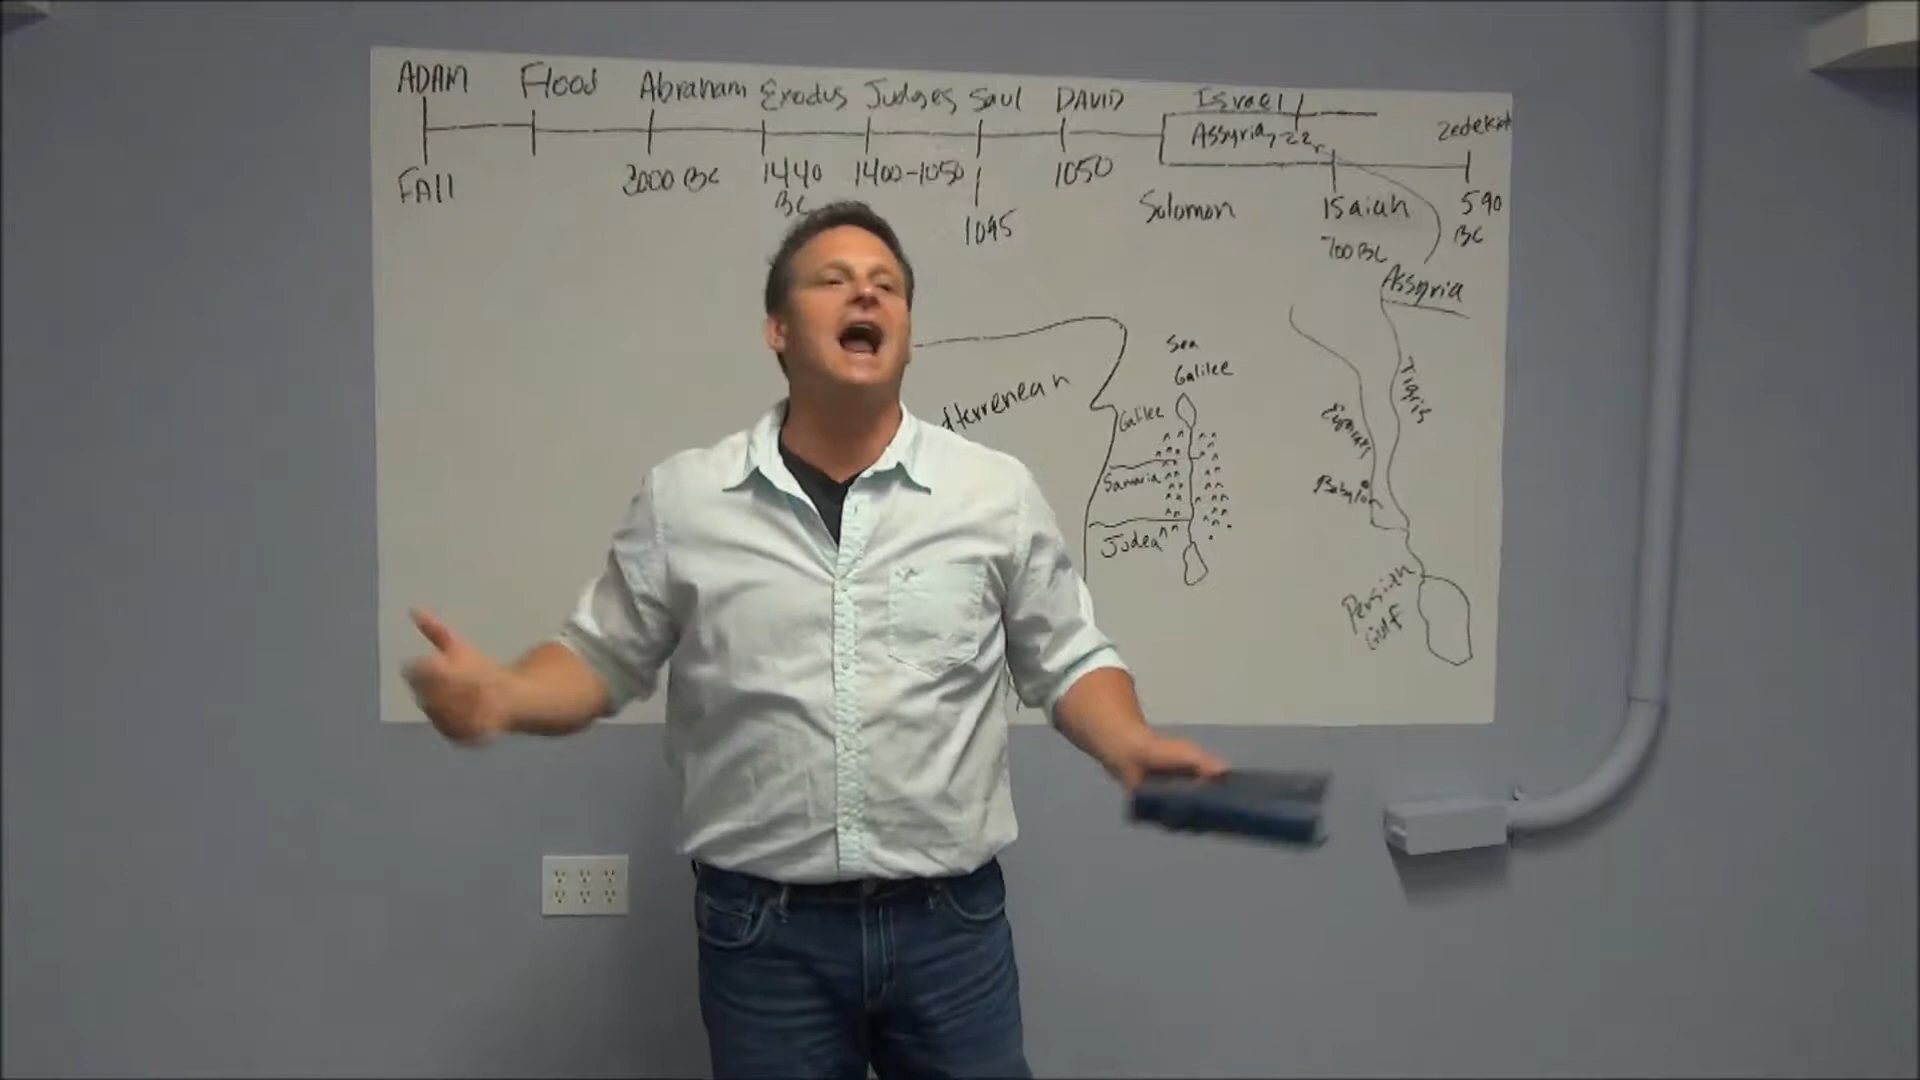 ADAM Flood Abraham Exodus Judges Saul DAVID Israel
Assyria 722 Zedekiah
FAll 2000 BC 1440 BC 1400-1050 1095 1050 Solomon Isaiah 700 BC 590 BC
Assyria
Sea
Galilee
Galilee
Samaria
Judea
Tigris
Babylon
Persian
Gulf